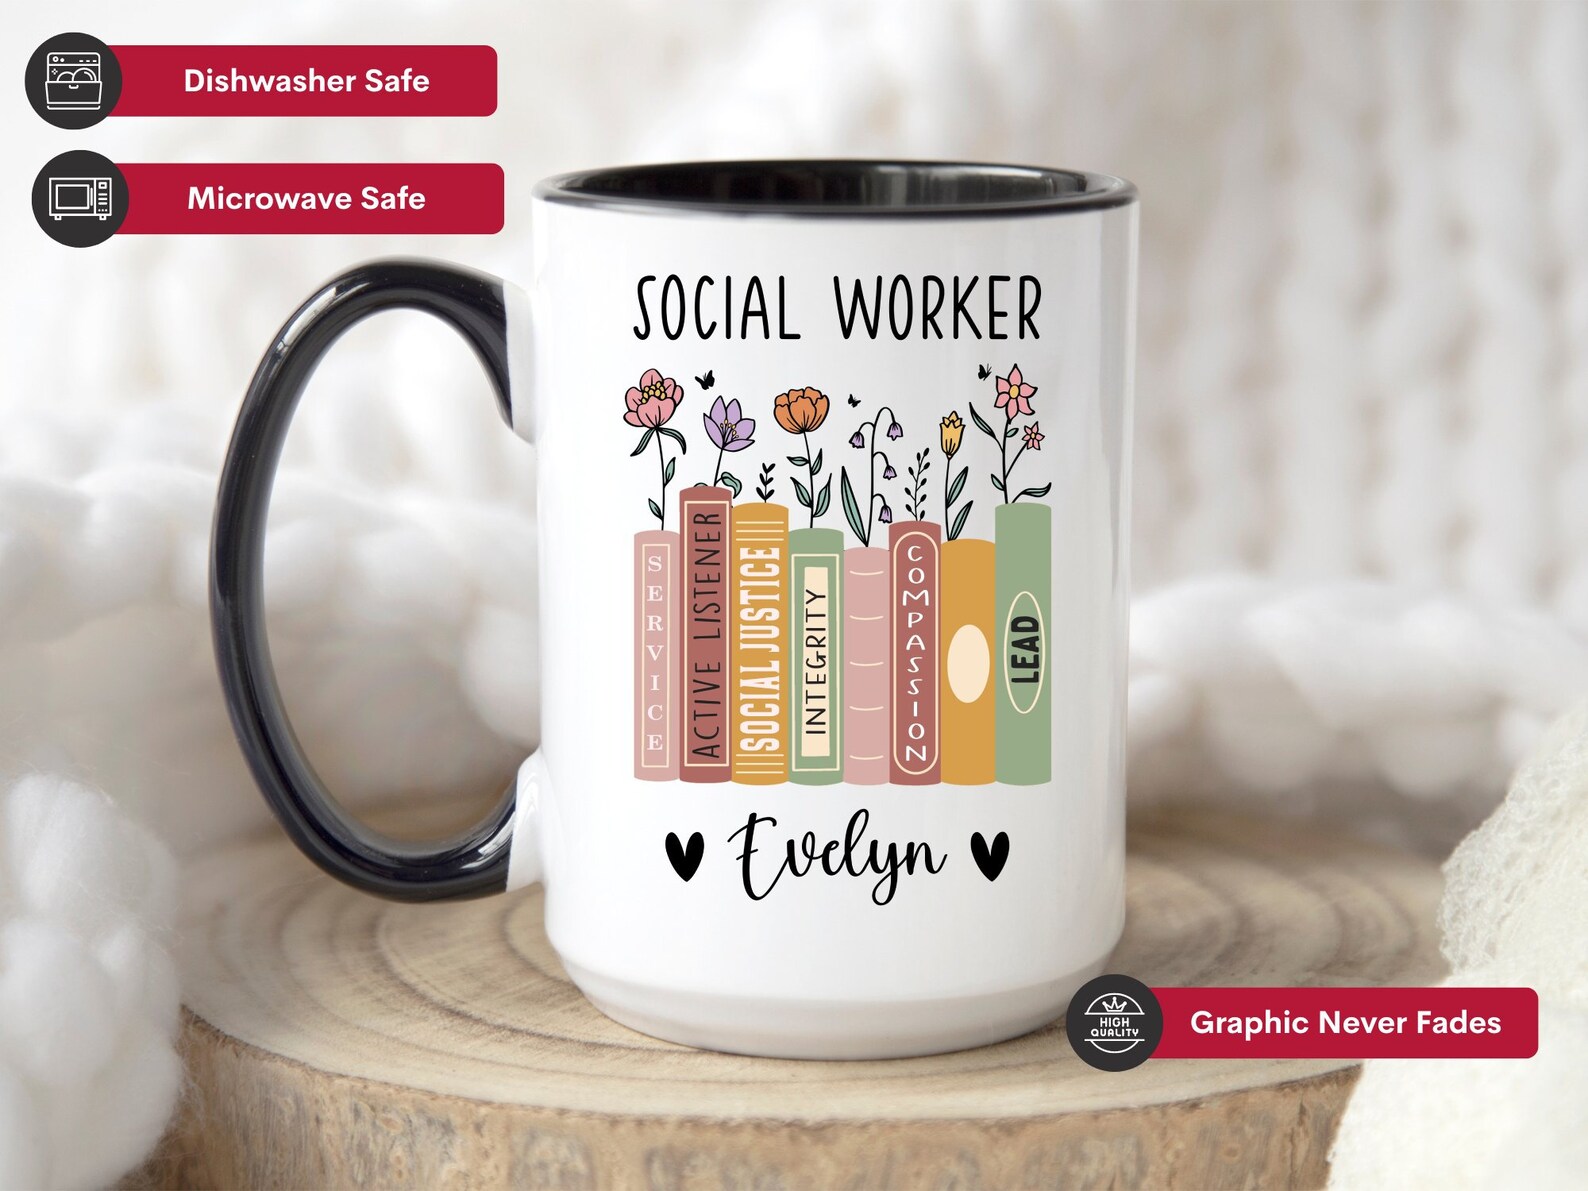 Dishwasher Safe
Microwave Safe
SOCIAL WORKER
SERVICE
ACTIVE LISTENER
SOCIAL JUSTICE
INTEGRITY
COMPASSION
LEAD
Evelyn
HIGH
QUALITY
Graphic Never Fades